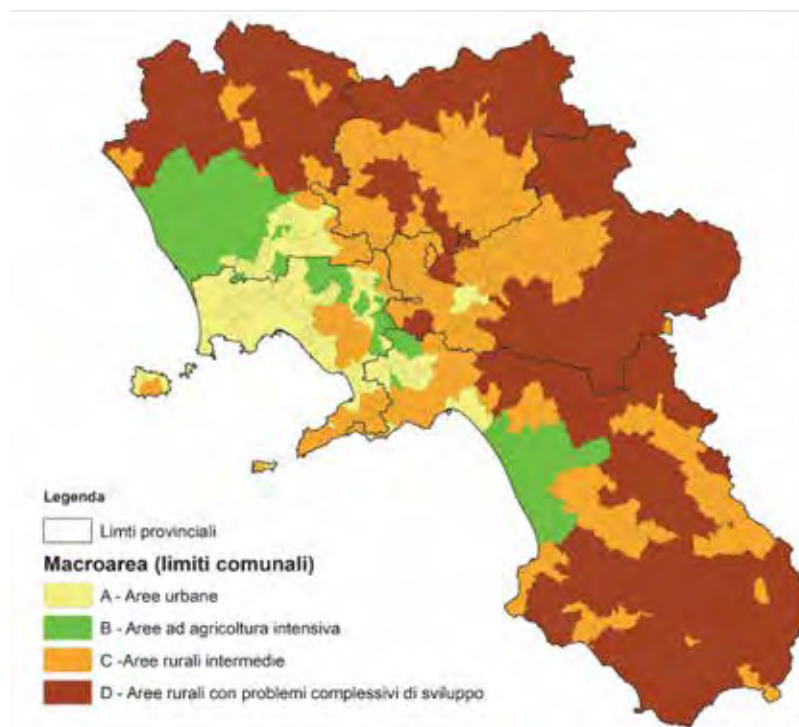 Legenda
Limti provinciali
Macroarea (limiti comunali)
A - Aree urbane
B - Aree ad agricoltura intensiva
C -Aree rurali intermedie
D - Aree rurali con problemi complessivi di sviluppo